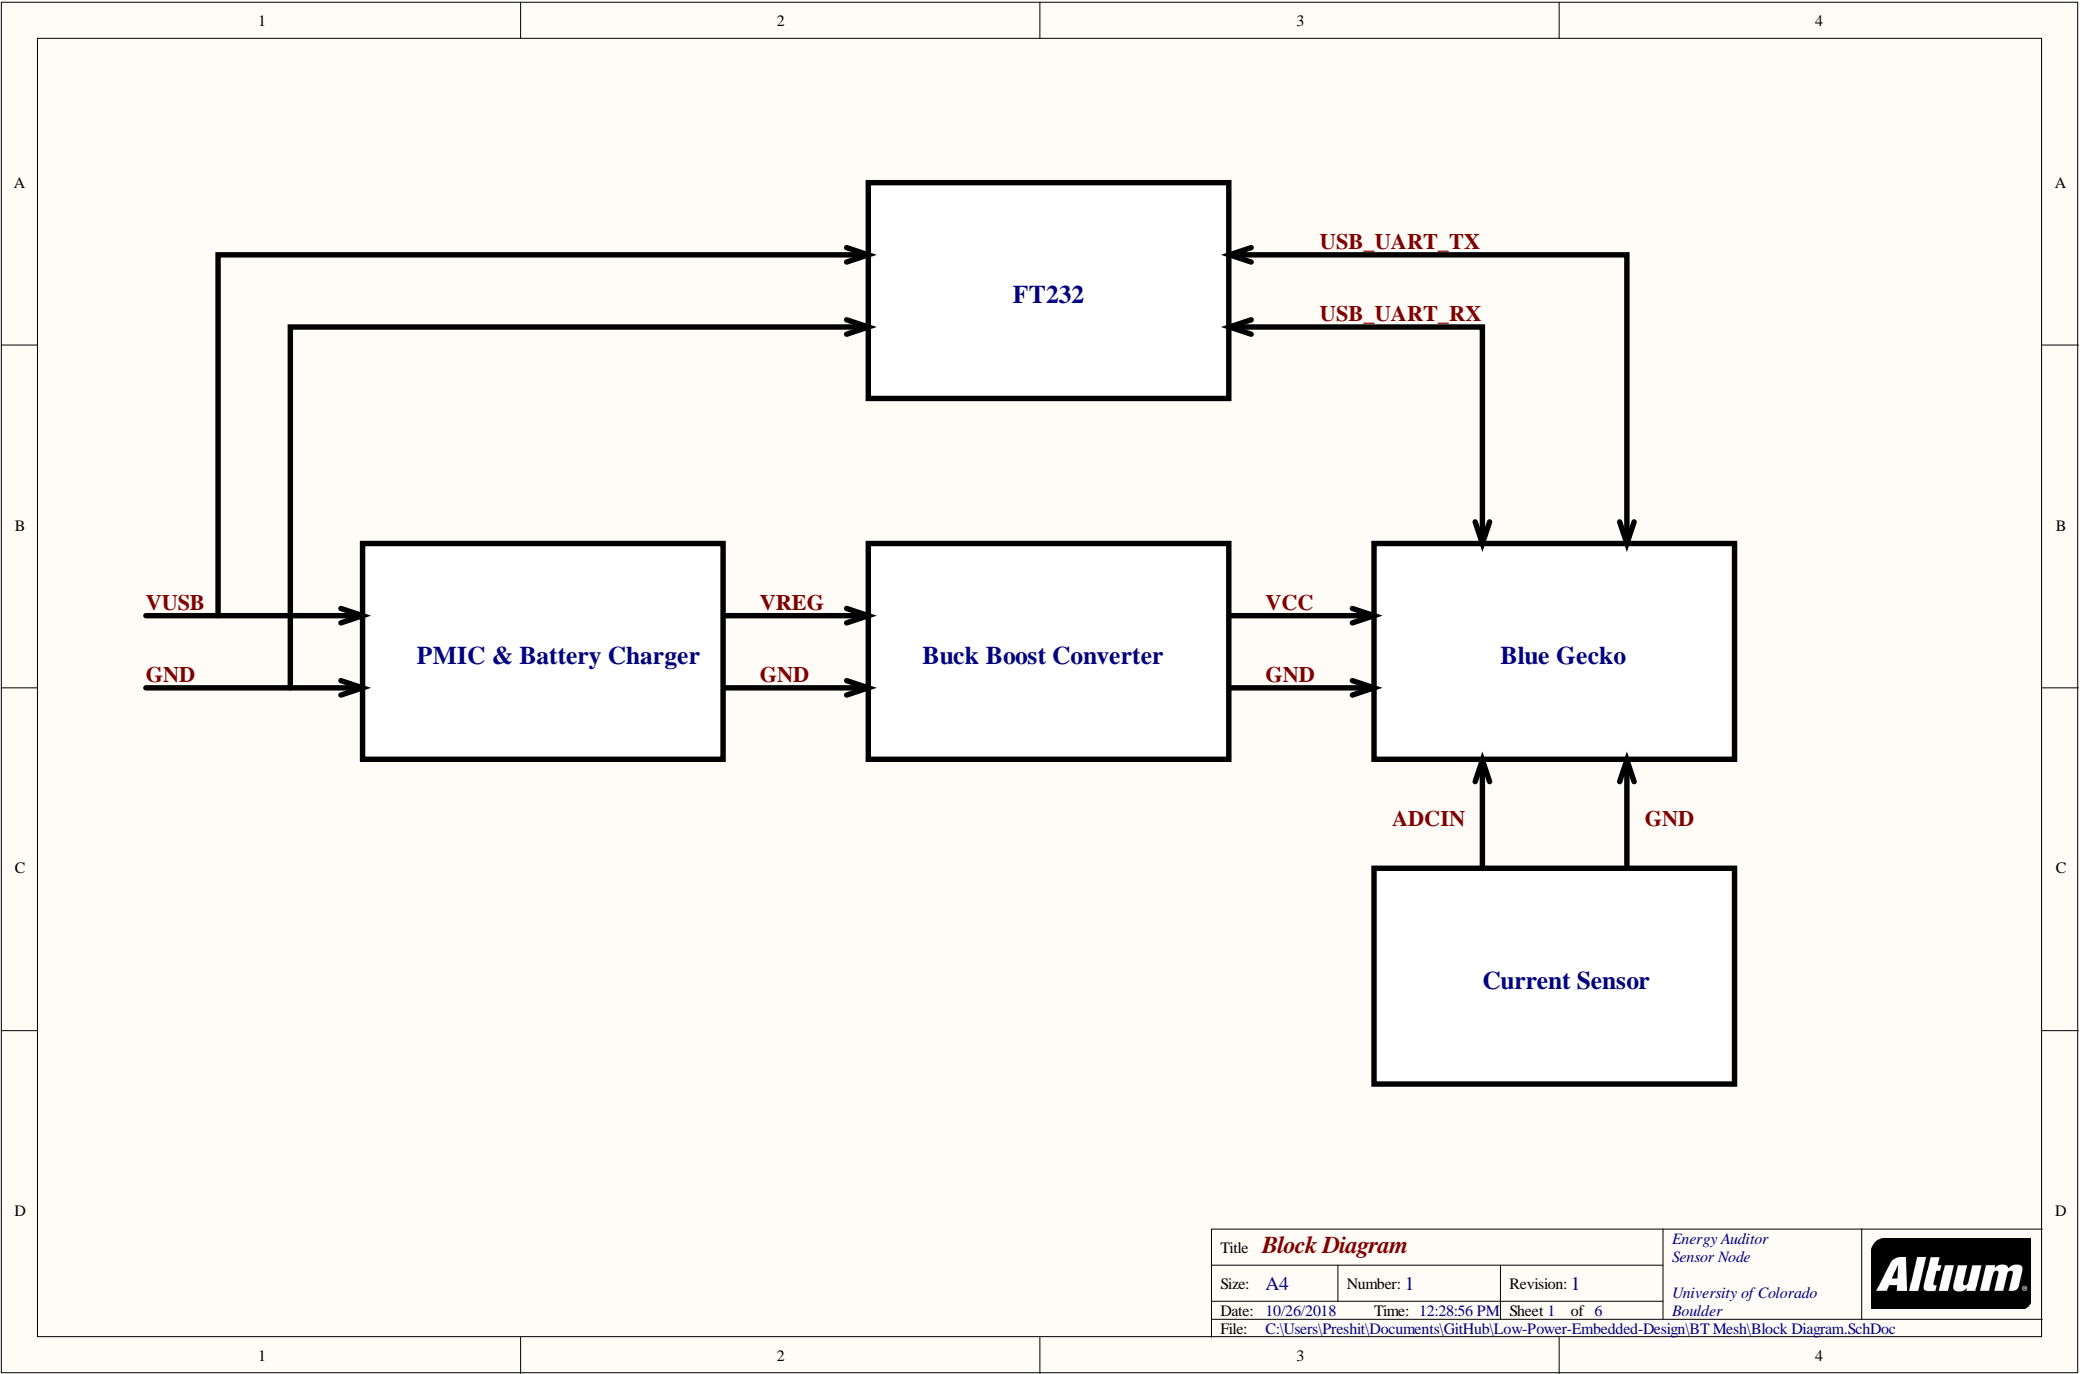 1 2 3 4
A A
USB_UART_TX
FT232
USB_UART_RX
B B
VUSB VREG VCC
PMIC & Battery Charger Buck Boost Converter Blue Gecko
GND GND GND
ADCIN GND
C C
Current Sensor
D D
Title Block Diagram
Size: A4 Number: 1 Revision: 1
Date: 10/26/2018 Time: 12:28:56 PM Sheet 1 of 6
File: C:\Users\Preshit\Documents\GitHub\Low-Power-Embedded-Design\BT Mesh\Block Diagram.SchDoc
Energy Auditor
Sensor Node
University of Colorado
Boulder
Altium
1 2 3 4